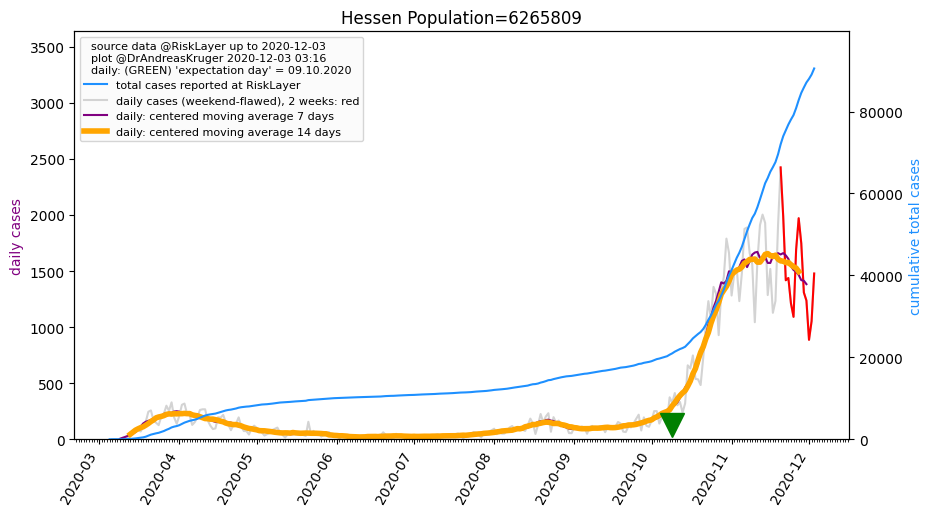 Hessen Population=6265809
source data @RiskLayer up to 2020-12-03
plot @DrAndreasKruger 2020-12-03 03:16
daily: (GREEN) 'expectation day' = 09.10.2020
total cases reported at RiskLayer
daily cases (weekend-flawed), 2 weeks: red
daily: centered moving average 7 days
daily: centered moving average 14 days
daily cases
3500
3000
2500
2000
1500
1000
500
0
cumulative total cases
80000
60000
40000
20000
0
2020-03
2020-04
2020-05
2020-06
2020-07
2020-08
2020-09
2020-10
2020-11
2020-12